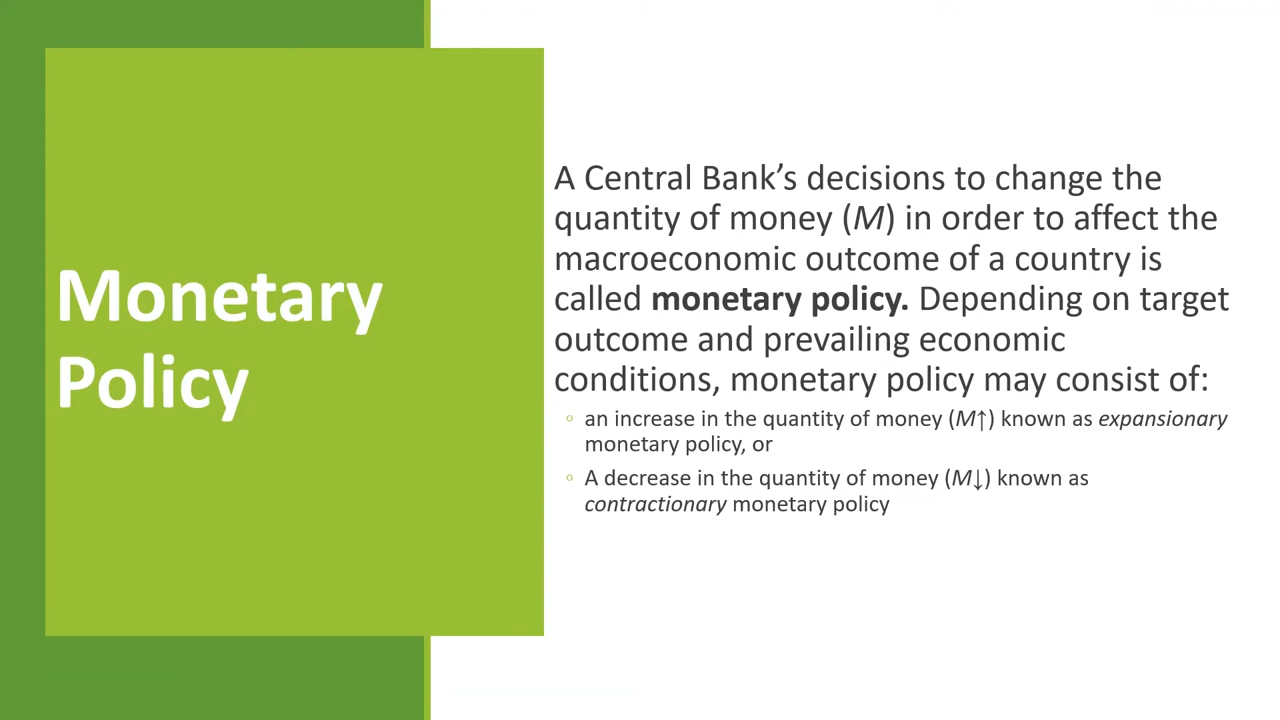 Monetary
Policy
A Central Bank’s decisions to change the
quantity of money (M) in order to affect the
macroeconomic outcome of a country is
called monetary policy. Depending on target
outcome and prevailing economic
conditions, monetary policy may consist of:
◦ an increase in the quantity of money (M↑) known as expansionary
monetary policy, or
◦ A decrease in the quantity of money (M↓) known as
contractionary monetary policy